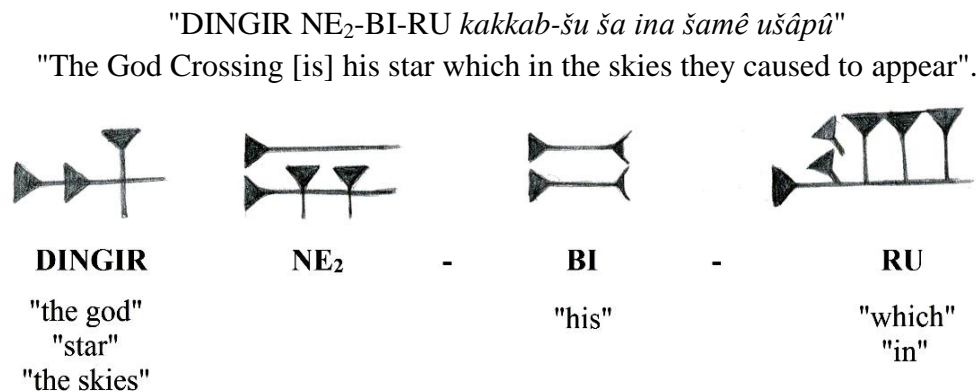 "DINGIR NE₂-BI-RU kakkab-šu ša ina šamê ušâpû"
"The God Crossing [is] his star which in the skies they caused to appear".
𒀭 𒉈 𒁉 𒊒
DINGIR NE₂ - BI - RU
"the god" "his" "which"
"star" "in"
"the skies"